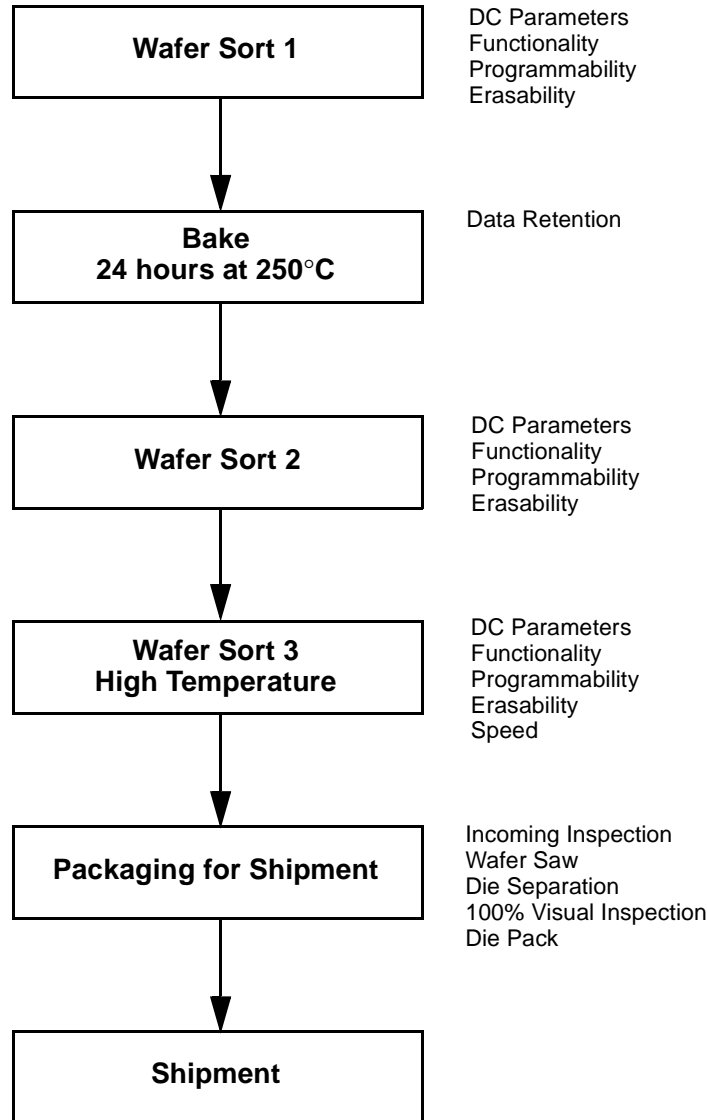 Wafer Sort 1
DC Parameters
Functionality
Programmability
Erasability
Bake
24 hours at 250°C
Data Retention
Wafer Sort 2
DC Parameters
Functionality
Programmability
Erasability
Wafer Sort 3
High Temperature
DC Parameters
Functionality
Programmability
Erasability
Speed
Packaging for Shipment
Incoming Inspection
Wafer Saw
Die Separation
100% Visual Inspection
Die Pack
Shipment